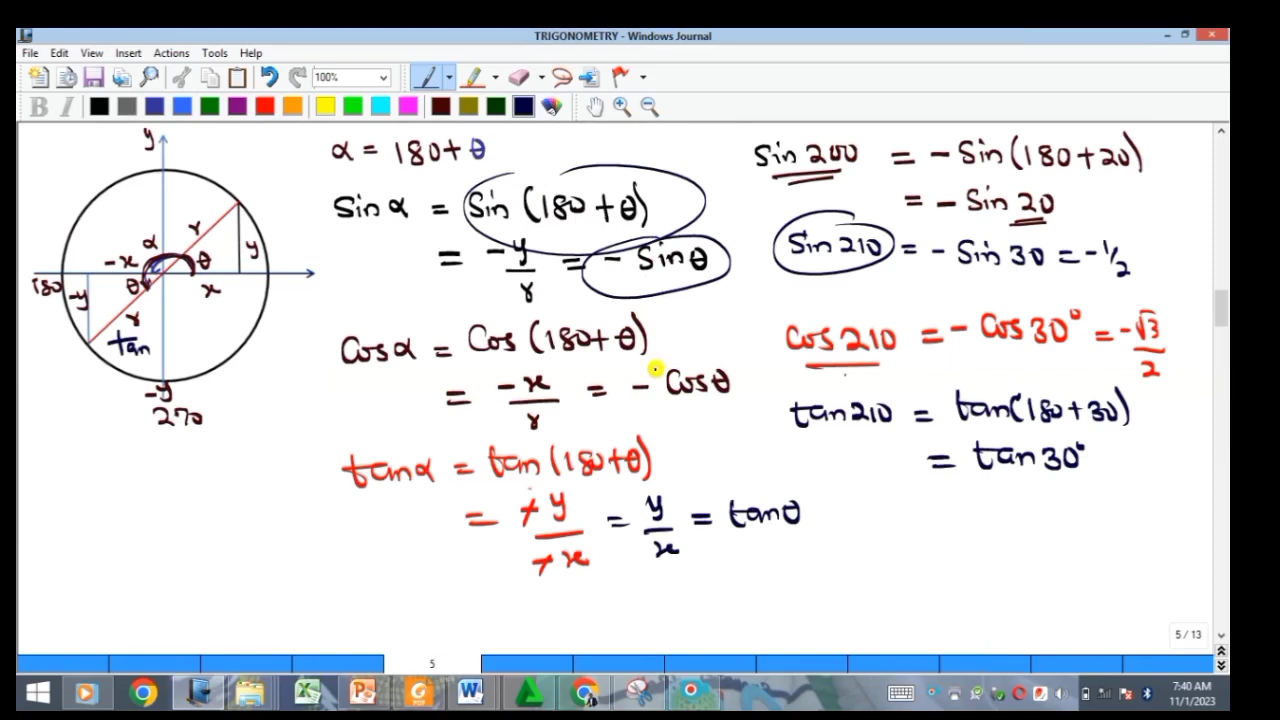 TRIGONOMETRY - Windows Journal
File Edit View Insert Actions Tools Help
100%
B I
y
r
α
-x
θ
y
180
-y
θ
x
r
tan
-y
270
α = 180+ θ
Sin α = Sin (180 + θ)
= -y/r = - Sin θ
Cos α = Cos (180+ θ)
= -x/r = - Cos θ
tan α = tan (180+θ)
= -y/-x = y/x = tan θ
Sin 200 = - Sin (180+20)
= - Sin 20
Sin 210 = - Sin 30 = -1/2
Cos 210 = - Cos 30° = -√3/2
tan 210 = tan (180+30)
= tan 30°
5 / 13
5
7:40 AM
11/1/2023